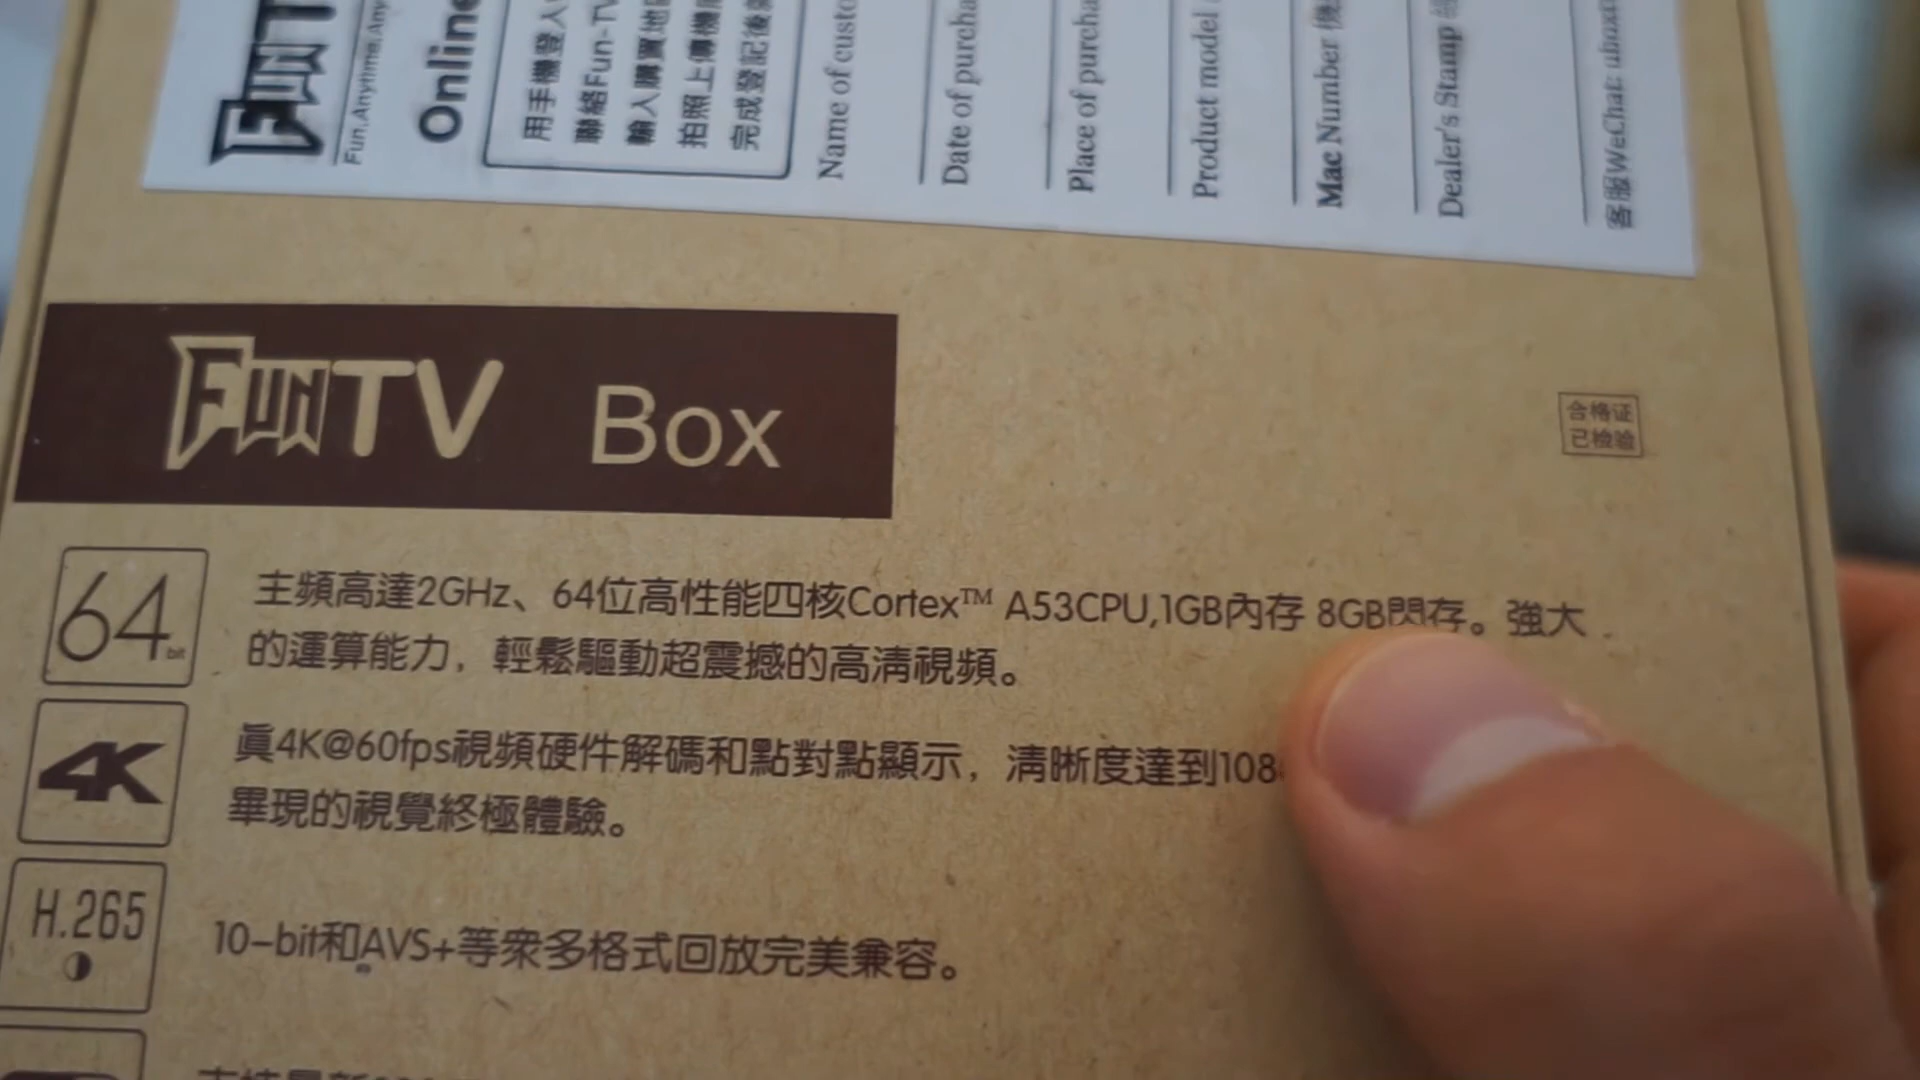 FUN T
Fun,Anytime,Any
Online
用手機登入
聯絡Fun-TV
輸入購買地
拍照上傳機
完成登記後
Name of custo
Date of purcha
Place of purcha
Product model
Mac Number
Dealer's Stamp
客服WeChat: ubox
FUNTV Box
合格证
已檢验
64bit
主頻高達2GHz、64位高性能四核Cortex™ A53CPU,1GB內存 8GB閃存。強大
的運算能力，輕鬆驅動超震撼的高清視頻。
4K
眞4K@60fps視頻硬件解碼和點對點顯示，清晰度達到108
畢現的視覺終極體驗。
H.265
10-bit和AVS+等衆多格式回放完美兼容。